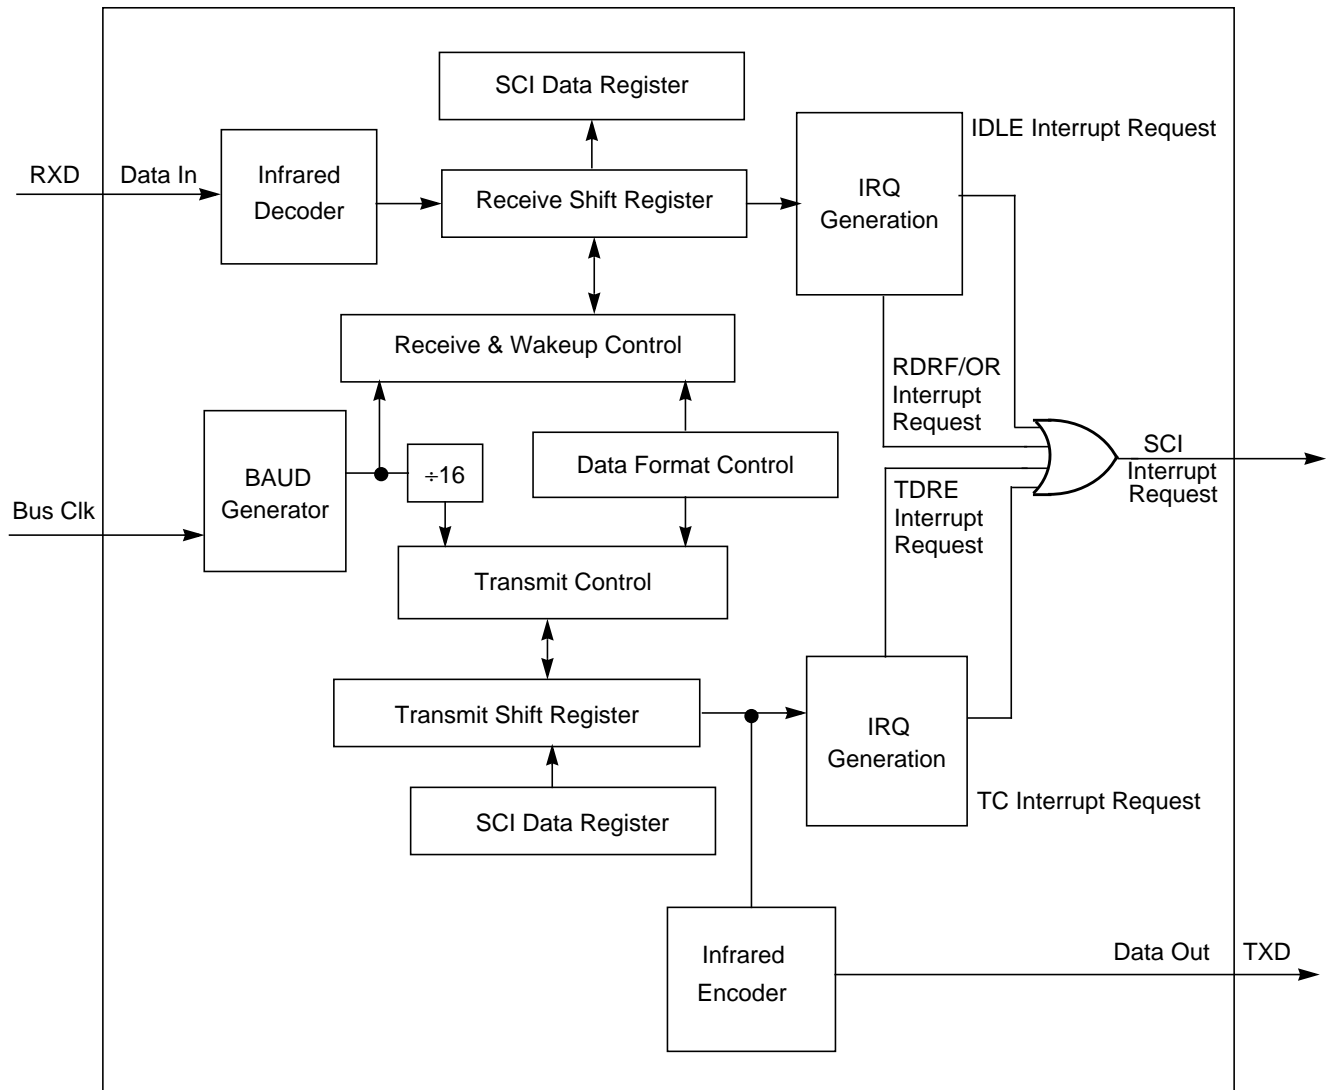 SCI Data Register
IDLE Interrupt Request
RXD
Data In
Infrared
Decoder
Receive Shift Register
IRQ
Generation
Receive & Wakeup Control
RDRF/OR
Interrupt
Request
BAUD
Generator
÷16
Data Format Control
SCI
Interrupt
Request
Bus Clk
TDRE
Interrupt
Request
Transmit Control
Transmit Shift Register
IRQ
Generation
TC Interrupt Request
SCI Data Register
Infrared
Encoder
Data Out
TXD